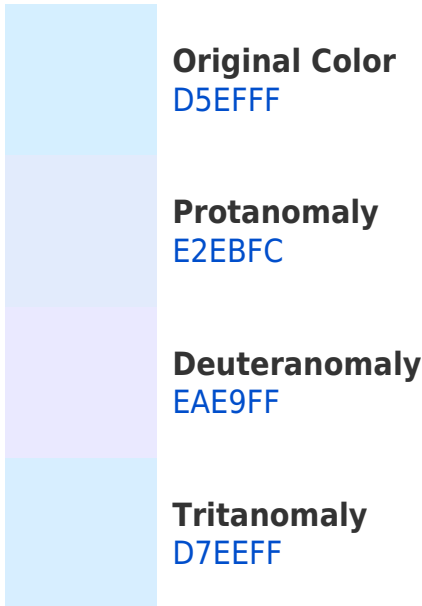 Original Color
D5EFFF
Protanomaly
E2EBFC
Deuteranomaly
EAE9FF
Tritanomaly
D7EEFF